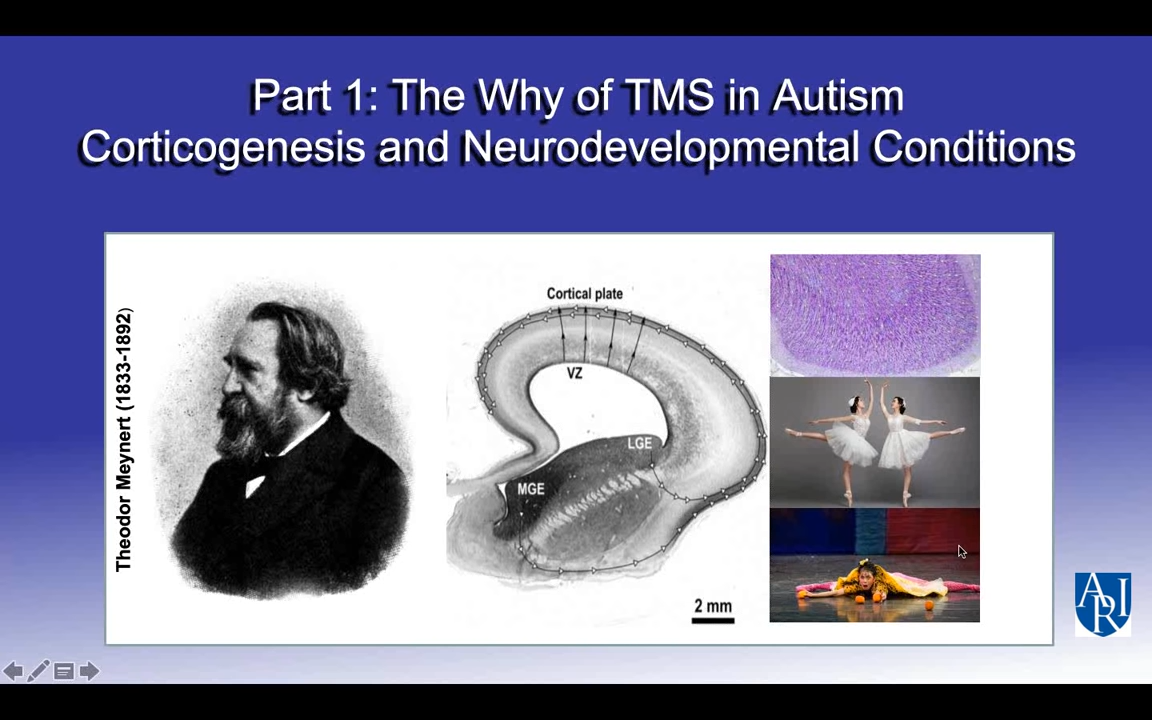 Part 1: The Why of TMS in Autism
Corticogenesis and Neurodevelopmental Conditions
Theodor Meynert (1833-1892)
Cortical plate
VZ
LGE
MGE
2 mm
ARI